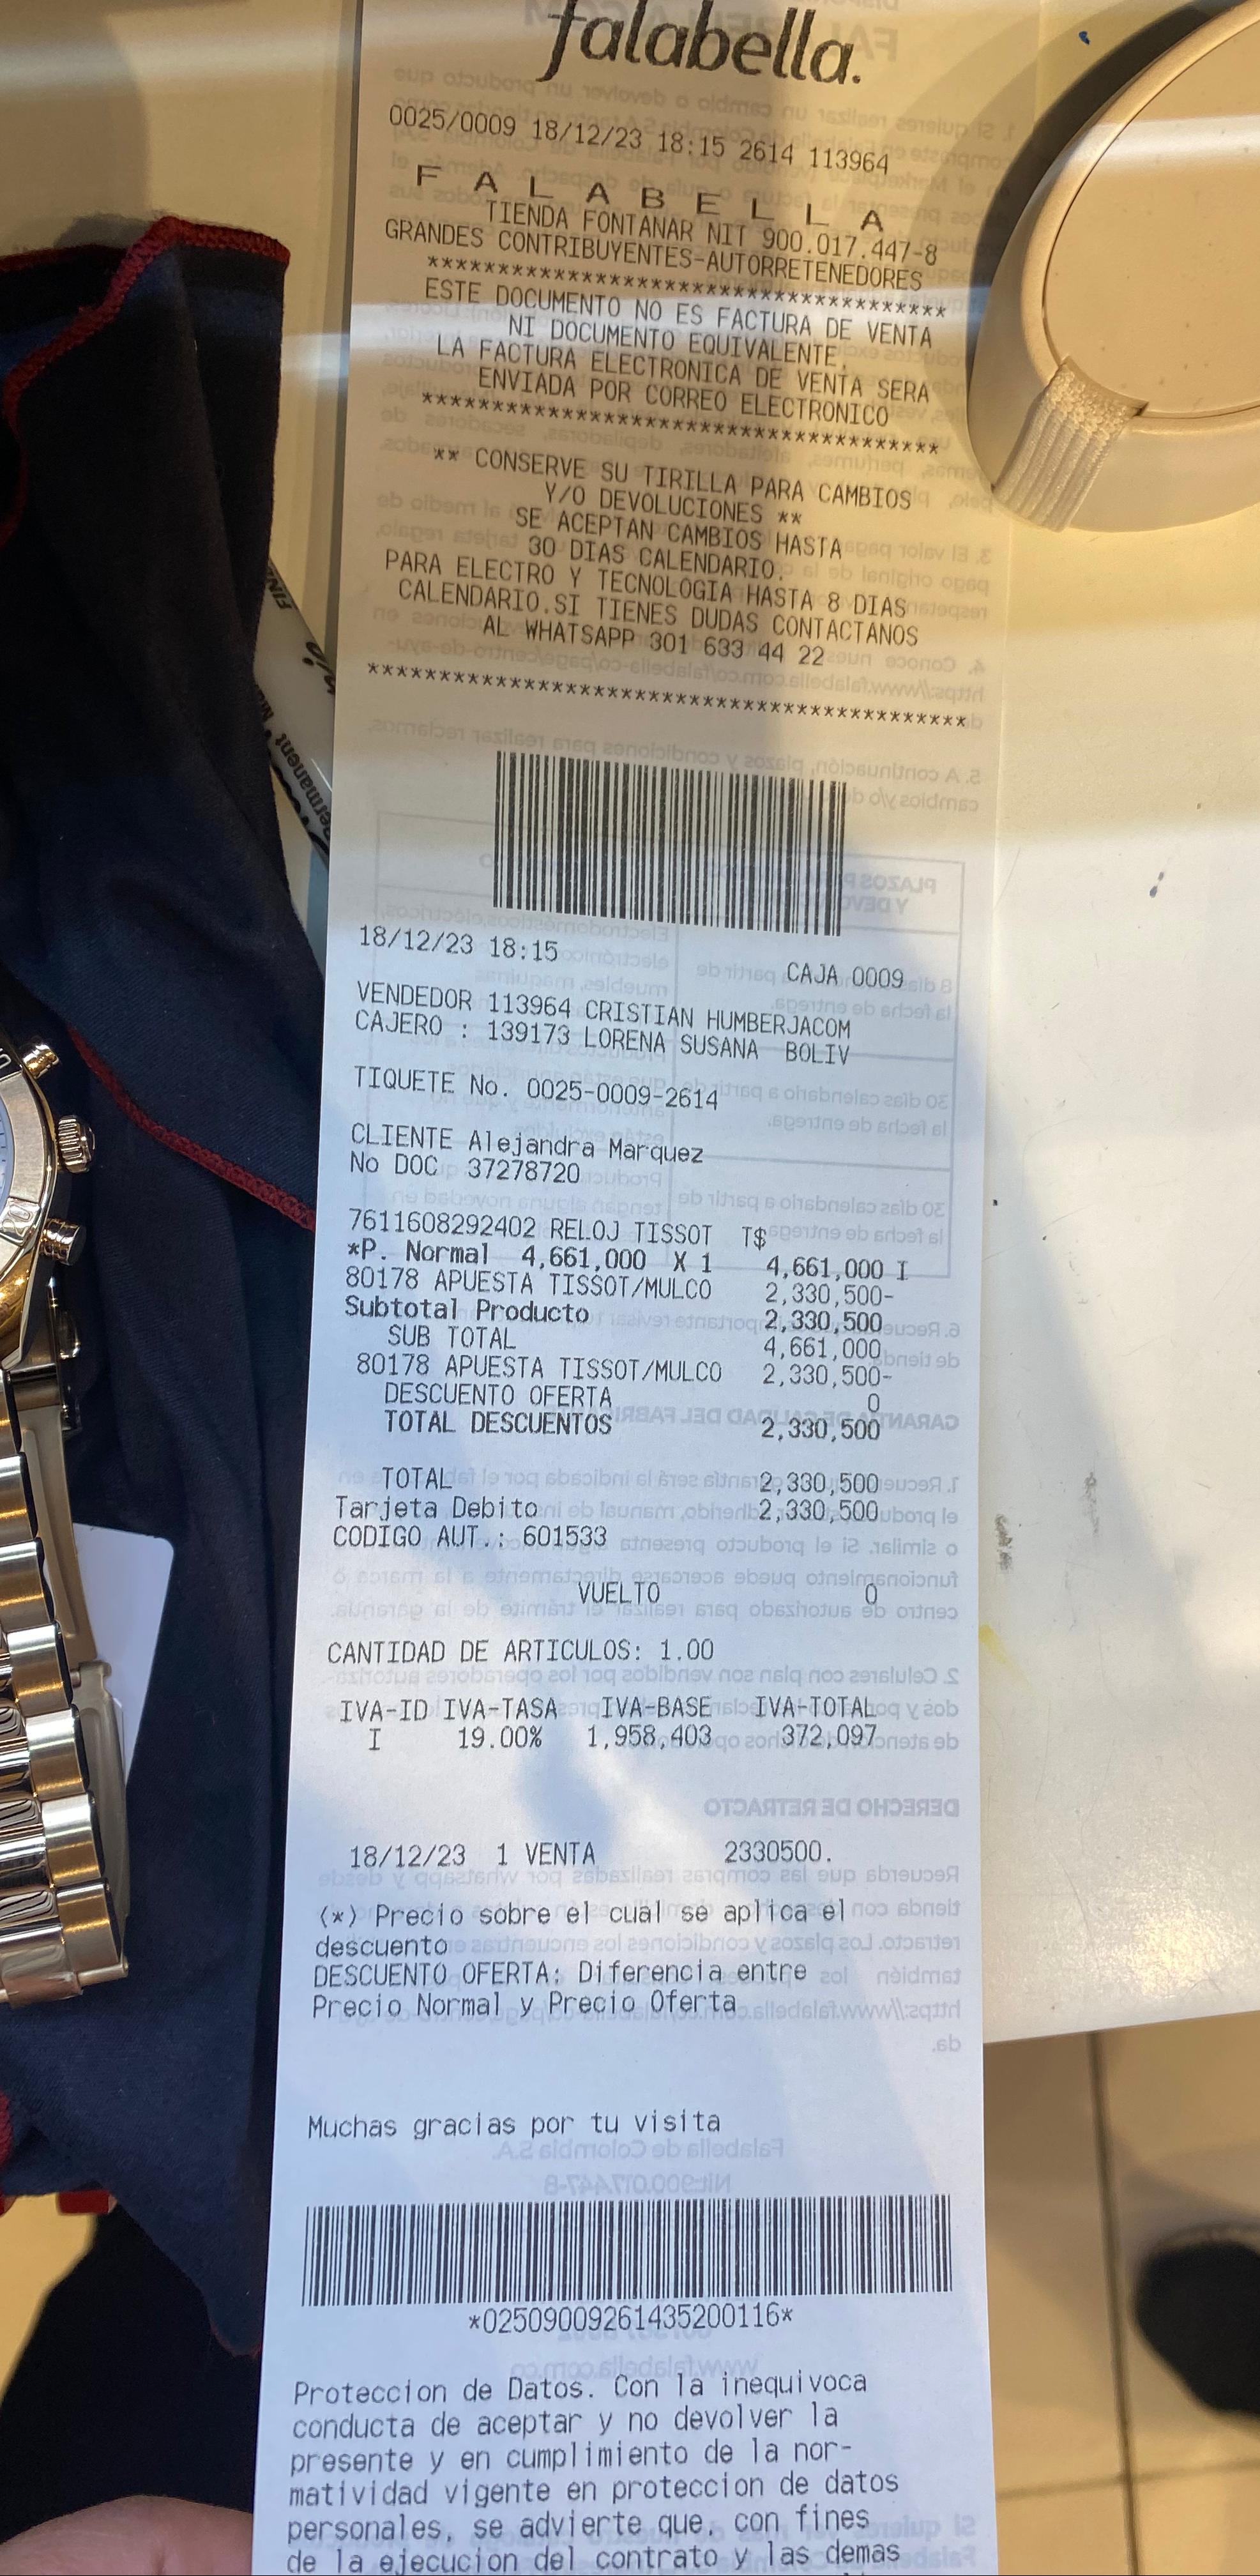 falabella.
0025/0009 18/12/23 18:15 2614 113964
F A L A B E L L A
TIENDA FONTANAR NIT 900.017.447-8
GRANDES CONTRIBUYENTES-AUTORRETENEDORES
*************************************
ESTE DOCUMENTO NO ES FACTURA DE VENTA
NI DOCUMENTO EQUIVALENTE.
LA FACTURA ELECTRONICA DE VENTA SERA
ENVIADA POR CORREO ELECTRONICO
*************************************
** CONSERVE SU TIRILLA PARA CAMBIOS
Y/O DEVOLUCIONES **
SE ACEPTAN CAMBIOS HASTA
30 DIAS CALENDARIO.
PARA ELECTRO Y TECNOLOGIA HASTA 8 DIAS
CALENDARIO.SI TIENES DUDAS CONTACTANOS
AL WHATSAPP 301 633 44 22
*******************************************
Permanent
18/12/23 18:15 CAJA 0009
VENDEDOR 113964 CRISTIAN HUMBERJACOM
CAJERO : 139173 LORENA SUSANA BOLIV
TIQUETE No. 0025-0009-2614
CLIENTE Alejandra Marquez
No DOC 37278720
7611608292402 RELOJ TISSOT T$
*P. Normal 4,661,000 X 1 4,661,000 I
80178 APUESTA TISSOT/MULCO 2,330,500-
Subtotal Producto 2,330,500
SUB TOTAL 4,661,000
80178 APUESTA TISSOT/MULCO 2,330,500-
DESCUENTO OFERTA 0
TOTAL DESCUENTOS 2,330,500
TOTAL 2,330,500
Tarjeta Debito 2,330,500
CODIGO AUT.: 601533
VUELTO 0
CANTIDAD DE ARTICULOS: 1.00
IVA-ID IVA-TASA IVA-BASE IVA-TOTAL
I 19.00% 1,958,403 372,097
18/12/23 1 VENTA 2330500.
(*) Precio sobre el cual se aplica el
descuento
DESCUENTO OFERTA: Diferencia entre
Precio Normal y Precio Oferta
Muchas gracias por tu visita
*02509009261435200116*
Proteccion de Datos. Con la inequivoca
conducta de aceptar y no devolver la
presente y en cumplimiento de la nor-
matividad vigente en proteccion de datos
personales, se advierte que, con fines
de la ejecucion del contrato y las demas